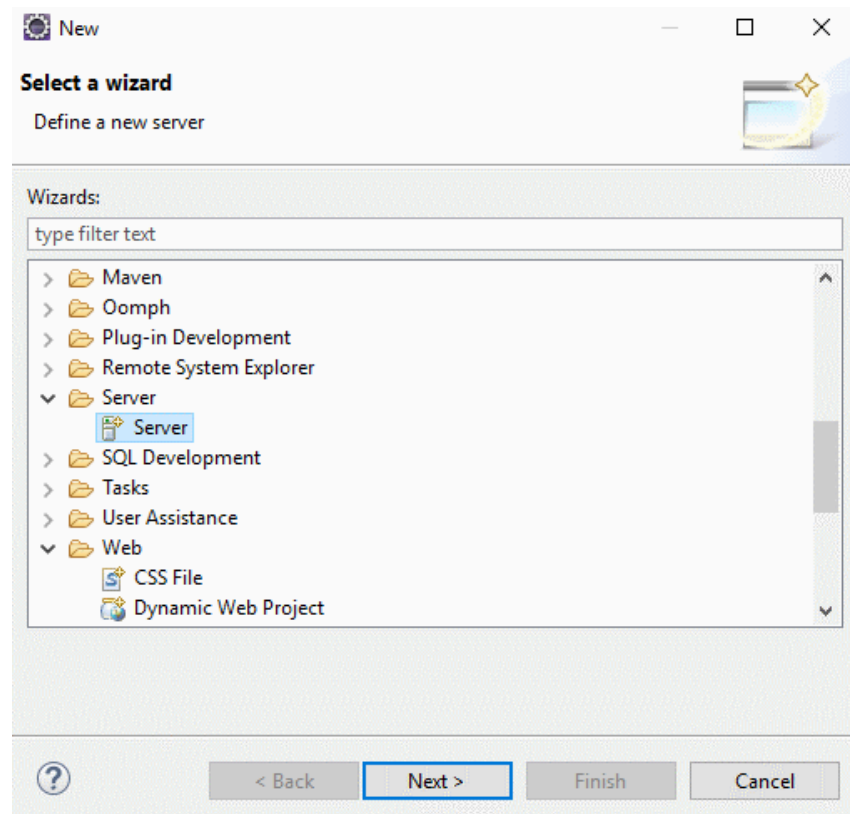 New
Select a wizard
Define a new server
Wizards:
type filter text
Maven
Oomph
Plug-in Development
Remote System Explorer
Server
Server
SQL Development
Tasks
User Assistance
Web
CSS File
Dynamic Web Project
? < Back Next > Finish Cancel